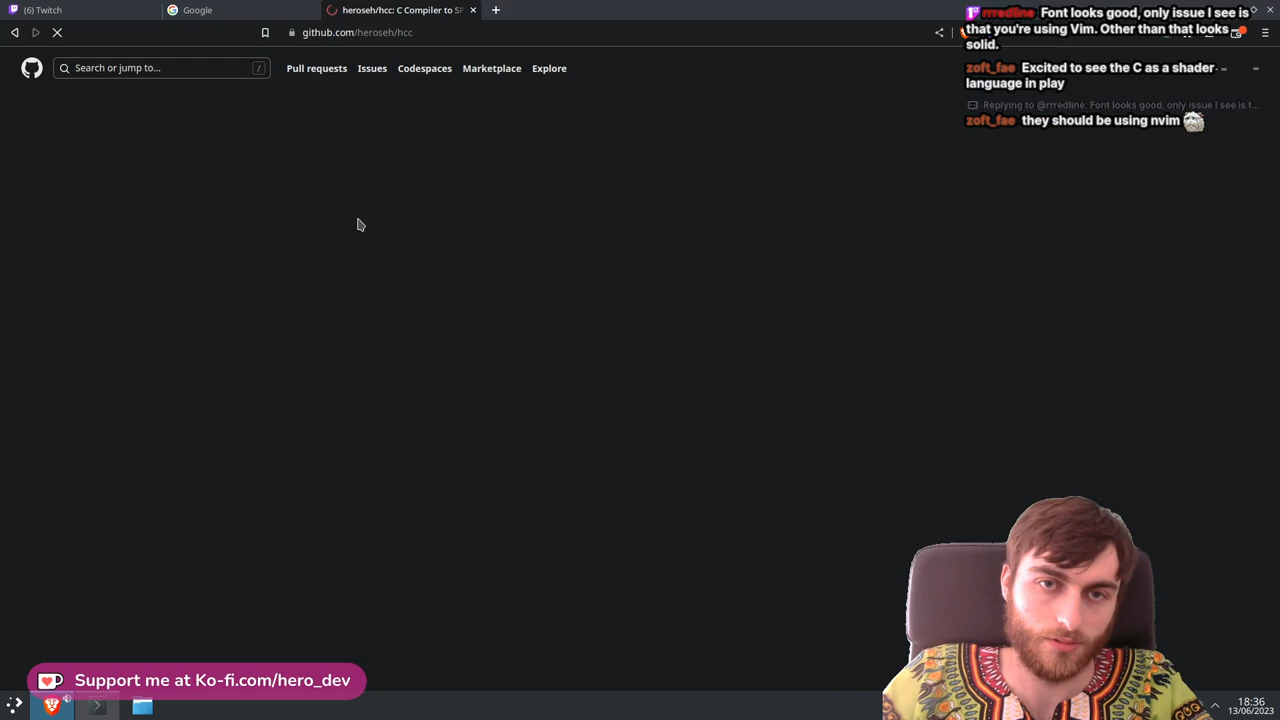 (6) Twitch
Google
heroseh/hcc: C Compiler to SP
github.com/heroseh/hcc
Search or jump to...
/
Pull requests
Issues
Codespaces
Marketplace
Explore
rrredline Font looks good, only issue I see is
that you're using Vim. Other than that looks
solid.
zoft_fae Excited to see the C as a shader
language in play
Replying to @rrredline: Font looks good, only issue I see is t...
zoft_fae they should be using nvim
Support me at Ko-fi.com/hero_dev
18:36
13/06/2023